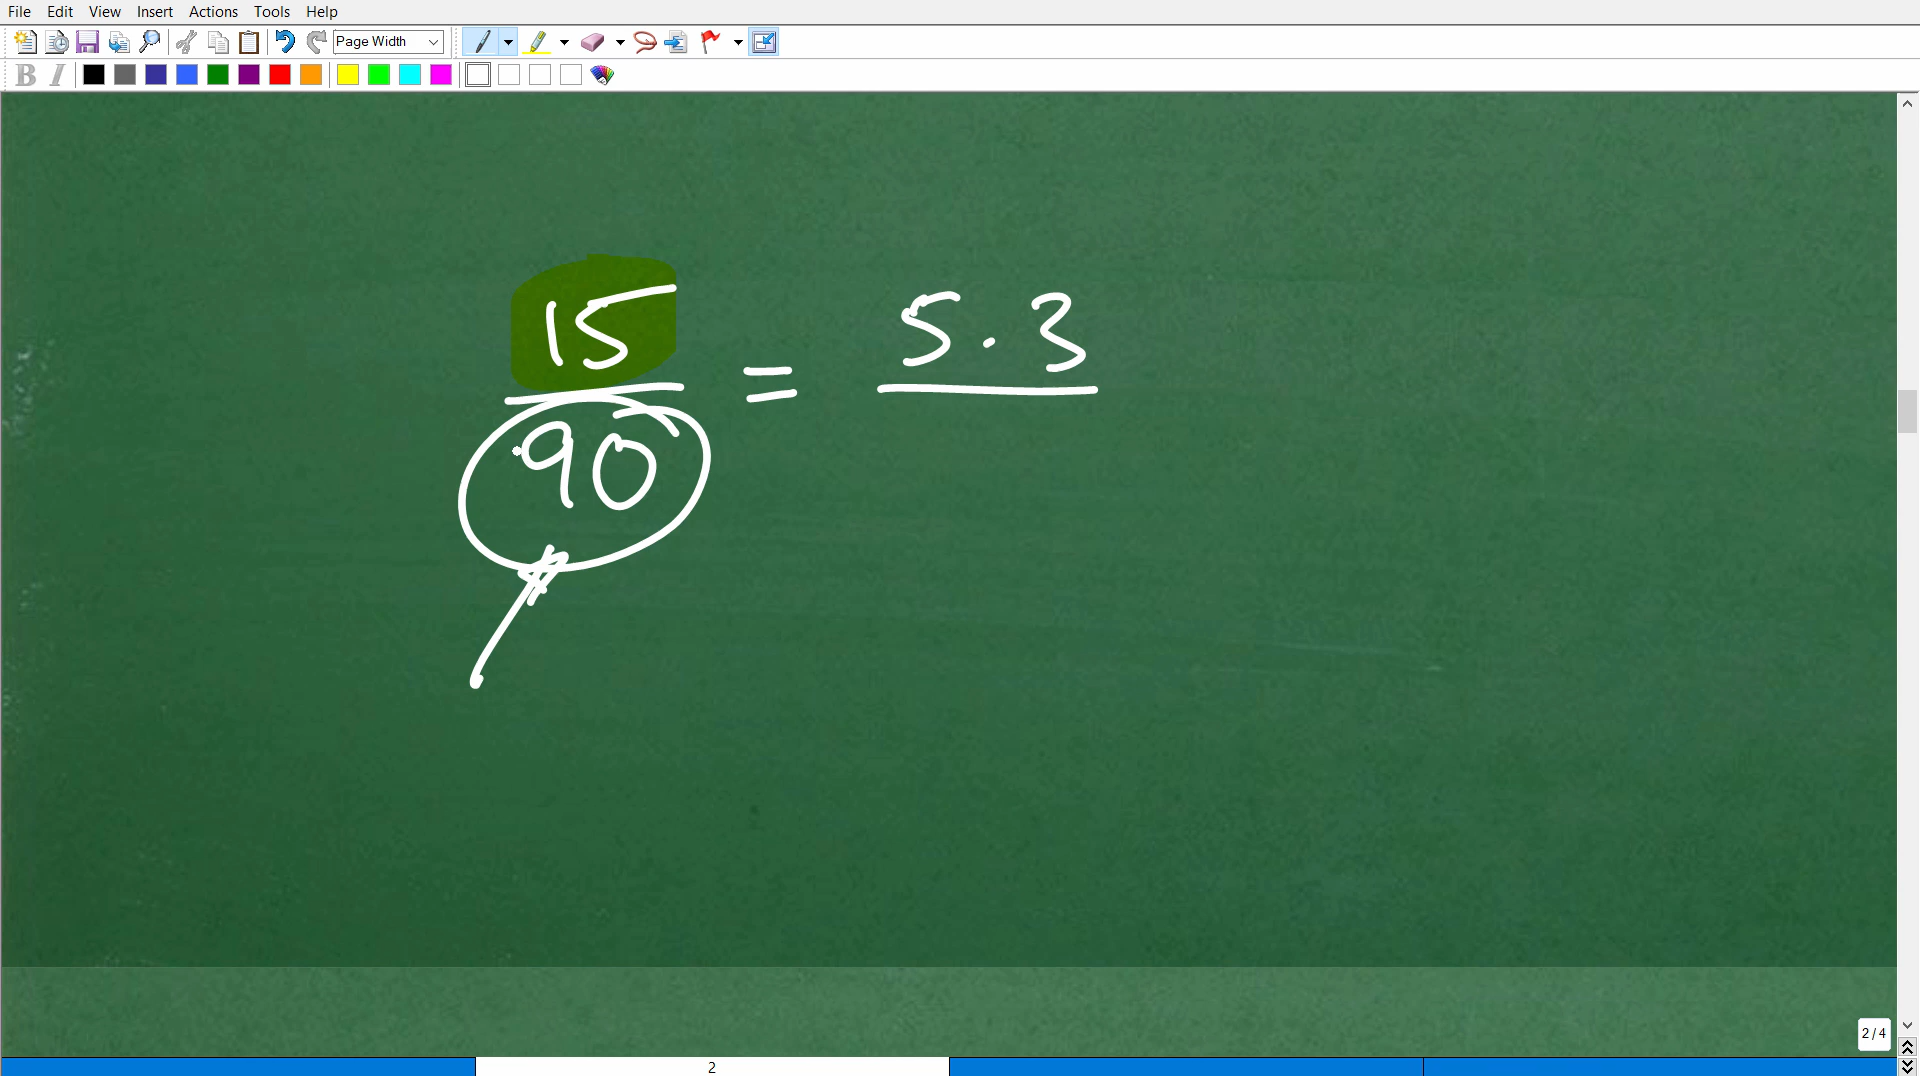 File Edit View Insert Actions Tools Help
Page Width
B I
15 = 5 · 3
90
2 / 4
2